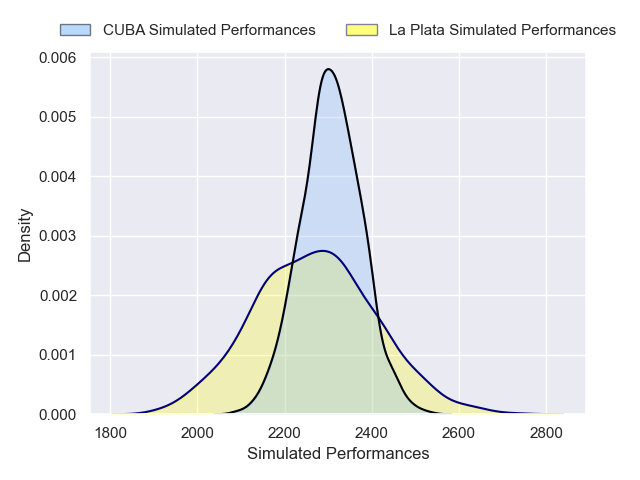 CUBA Simulated Performances La Plata Simulated Performances
0.006
0.005
0.004
0.003
0.002
0.001
0.000
Density
1800 2000 2200 2400 2600 2800
Simulated Performances